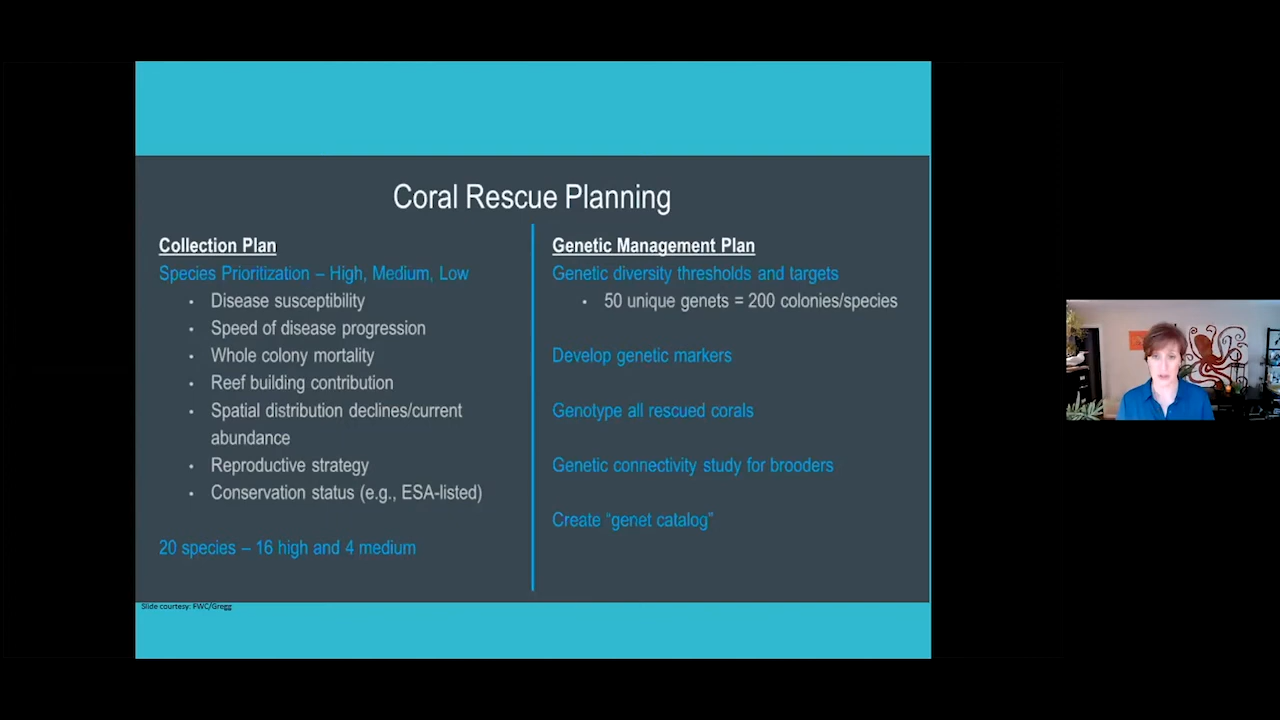 Coral Rescue Planning
Collection Plan
Species Prioritization – High, Medium, Low
• Disease susceptibility
• Speed of disease progression
• Whole colony mortality
• Reef building contribution
• Spatial distribution declines/current
abundance
• Reproductive strategy
• Conservation status (e.g., ESA-listed)
20 species – 16 high and 4 medium
Genetic Management Plan
Genetic diversity thresholds and targets
• 50 unique genets = 200 colonies/species
Develop genetic markers
Genotype all rescued corals
Genetic connectivity study for brooders
Create “genet catalog”
Slide courtesy: FWC/Gregg